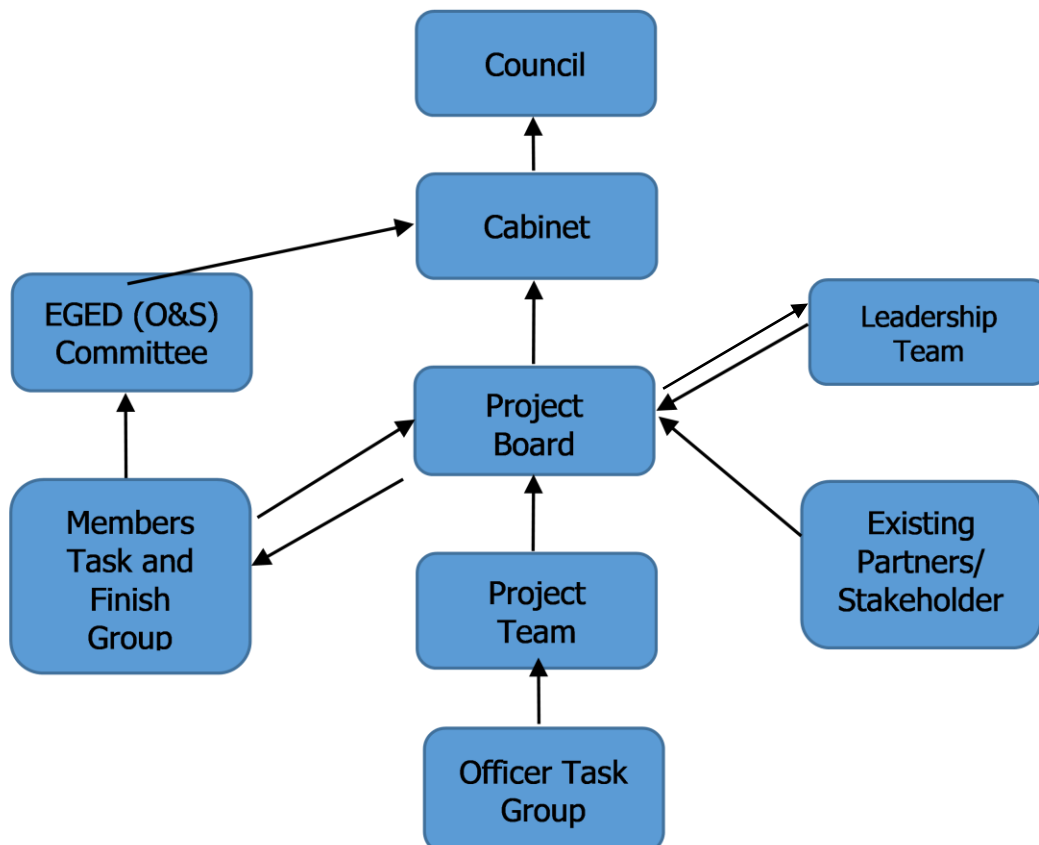 Council
Cabinet
EGED (O&S)
Committee
Leadership
Team
Project
Board
Members
Task and
Finish
Group
Existing
Partners/
Stakeholder
Project
Team
Officer Task
Group